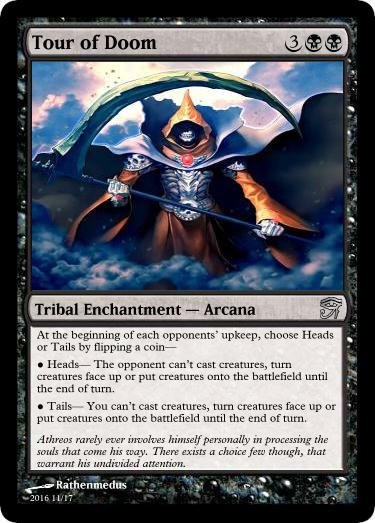 Tour of Doom 3
Tribal Enchantment — Arcana
At the beginning of each opponents' upkeep, choose Heads
or Tails by flipping a coin—
● Heads— The opponent can't cast creatures, turn
creatures face up or put creatures onto the battlefield until
the end of turn.
● Tails— You can't cast creatures, turn creatures face up or
put creatures onto the battlefield until the end of turn.
Athreos rarely ever involves himself personally in processing the
souls that come his way. There exists a choice few though, that
warrant his undivided attention.
Rathenmedus
2016 11/17